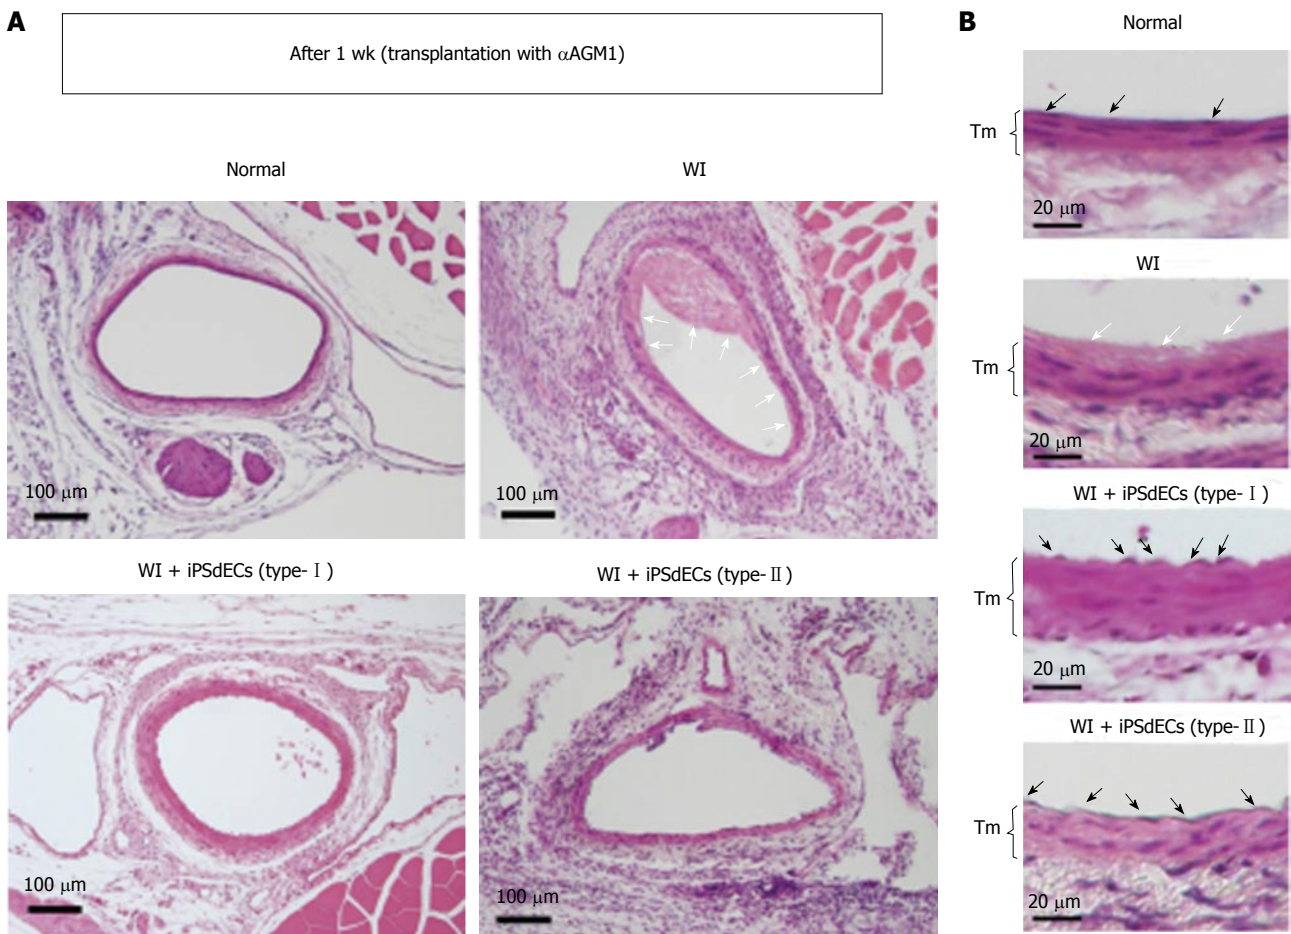 A
After 1 wk (transplantation with αAGM1)
Normal
WI
100 μm
100 μm
WI + iPSdECs (type-Ⅰ)
WI + iPSdECs (type-Ⅱ)
100 μm
100 μm
B
Normal
Tm
20 μm
WI
Tm
20 μm
WI + iPSdECs (type-Ⅰ)
Tm
20 μm
WI + iPSdECs (type-Ⅱ)
Tm
20 μm